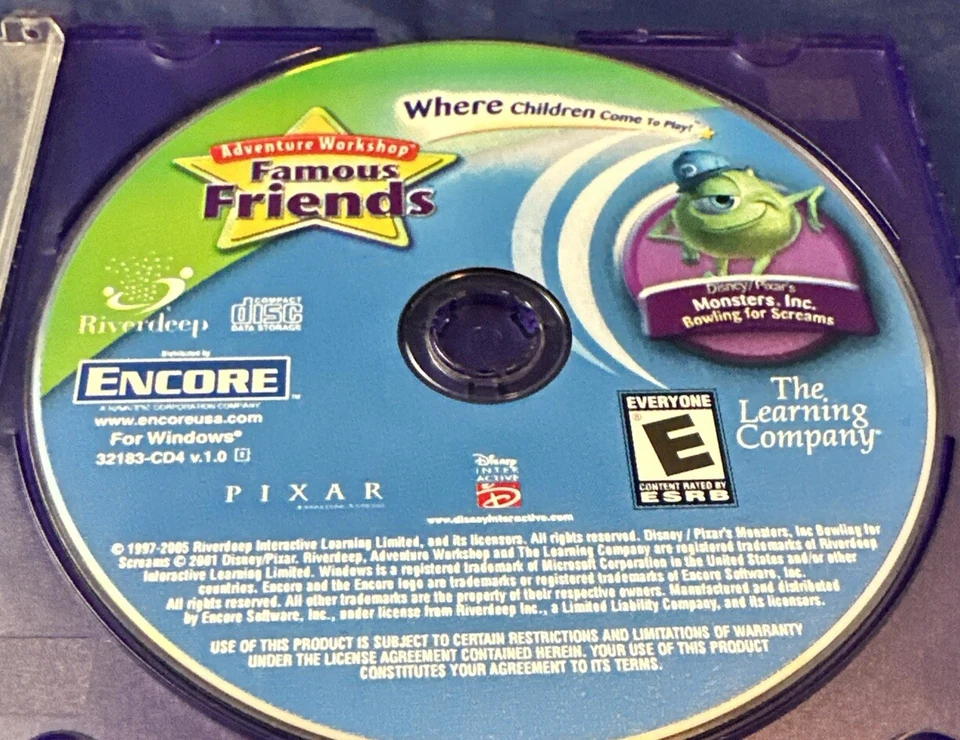 Where Children Come To Play!
Adventure Workshop™
Famous
Friends
Disney/Pixar's
Monsters, Inc.
Bowling for Screams
Riverdeep
COMPACT
disc
DATA STORAGE
Distributed by
ENCORE™
A NAVARRE CORPORATION COMPANY
www.encoreusa.com
For Windows®
32183-CD4 v.1.0
The
Learning
Company™
EVERYONE
E
®
CONTENT RATED BY
ESRB
PIXAR
Disney
INTER
ACTIVE
www.disneyinteractive.com
© 1997-2005 Riverdeep Interactive Learning Limited, and its licensors. All rights reserved. Disney / Pixar's Monsters, Inc Bowling for
Screams © 2001 Disney/Pixar. Riverdeep, Adventure Workshop and The Learning Company are registered trademarks of Riverdeep
Interactive Learning Limited. Windows is a registered trademark of Microsoft Corporation in the United States and/or other
countries. Encore and the Encore logo are trademarks or registered trademarks of Encore Software, Inc.
All rights reserved. All other trademarks are the property of their respective owners. Manufactured and distributed
by Encore Software, Inc., under license from Riverdeep Inc., a Limited Liability Company, and its licensors.
USE OF THIS PRODUCT IS SUBJECT TO CERTAIN RESTRICTIONS AND LIMITATIONS OF WARRANTY
UNDER THE LICENSE AGREEMENT CONTAINED HEREIN. YOUR USE OF THIS PRODUCT
CONSTITUTES YOUR AGREEMENT TO ITS TERMS.